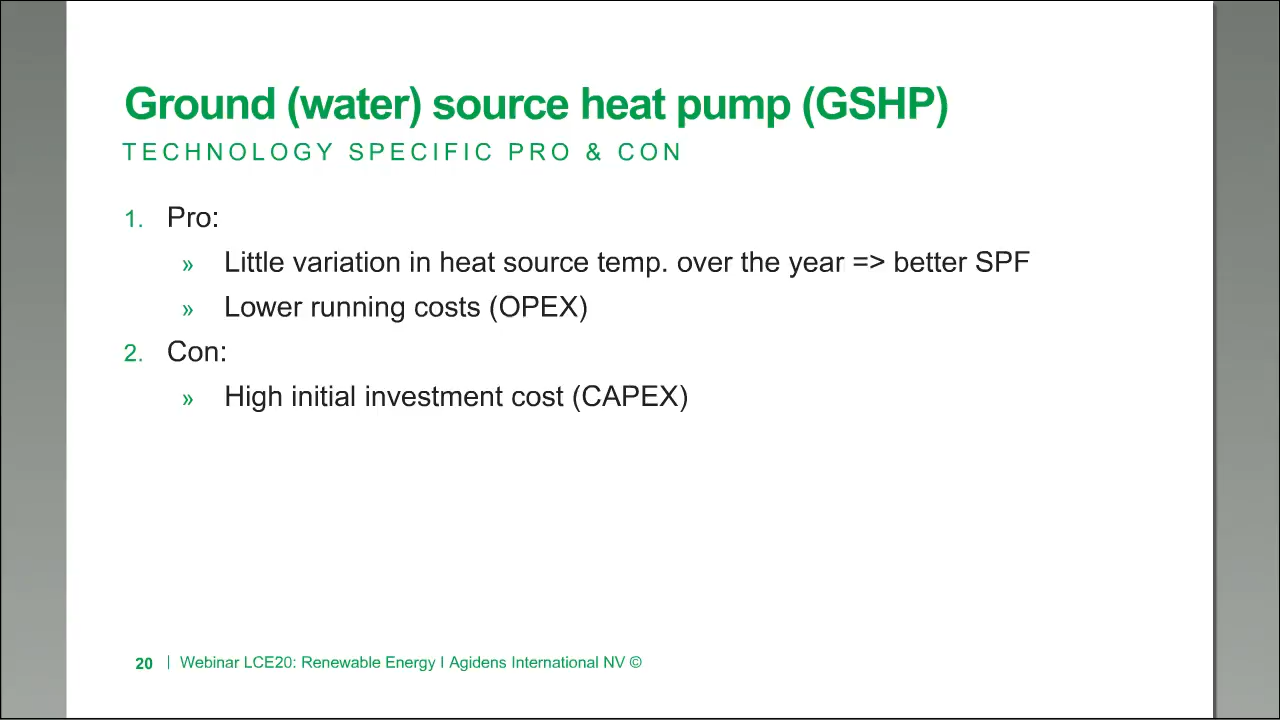 Ground (water) source heat pump (GSHP)
TECHNOLOGY SPECIFIC PRO & CON
1. Pro:
» Little variation in heat source temp. over the year => better SPF
» Lower running costs (OPEX)
2. Con:
» High initial investment cost (CAPEX)
20 | Webinar LCE20: Renewable Energy I Agidens International NV ©